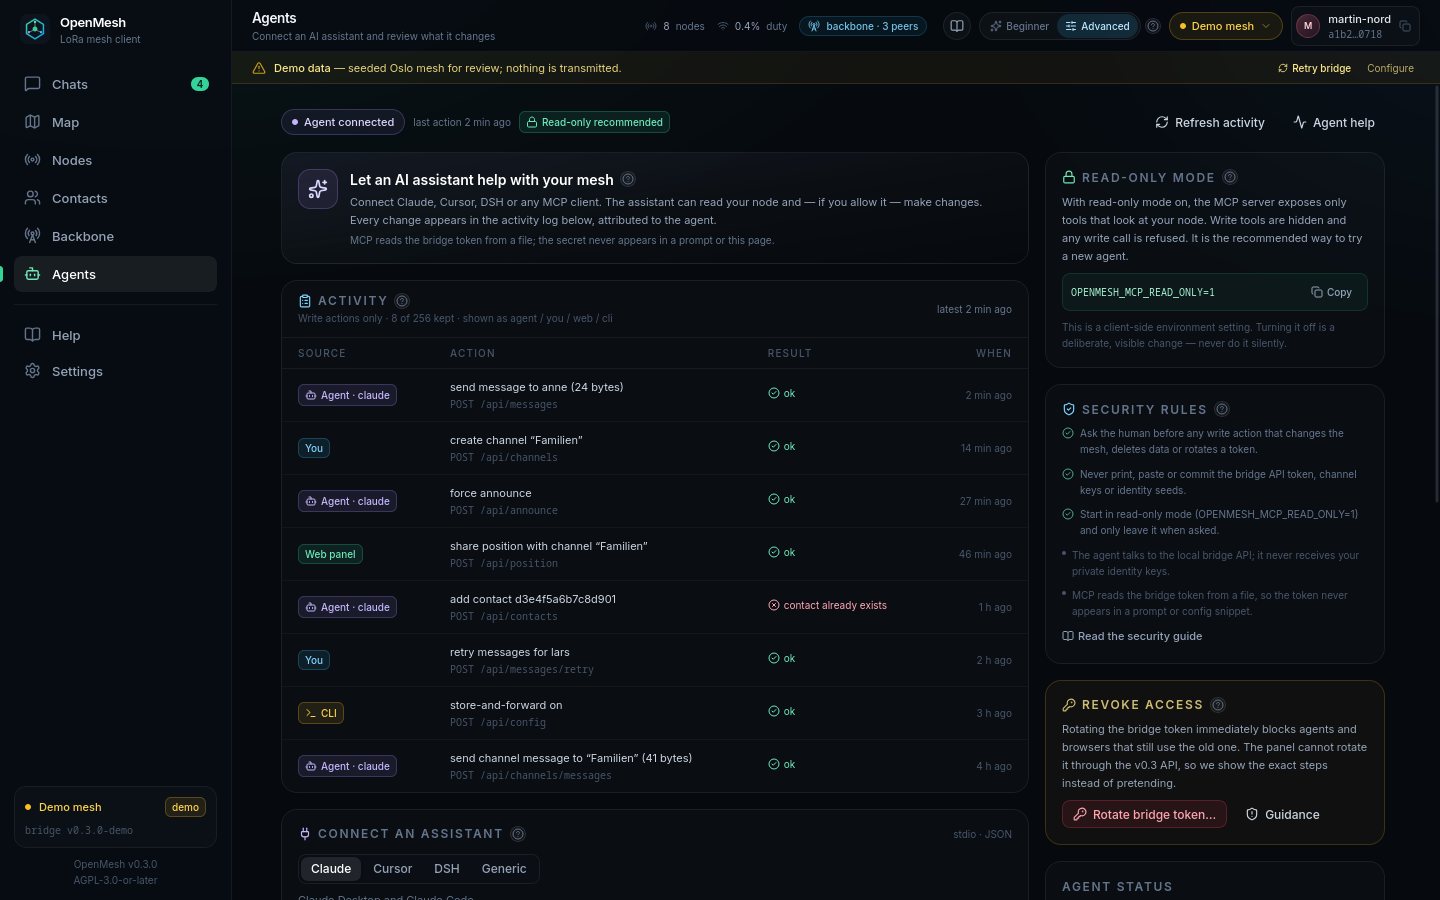 OpenMesh
LoRa mesh client
Chats
4
Map
Nodes
Contacts
Backbone
Agents
Help
Settings
Demo mesh
demo
bridge v0.3.0-demo
OpenMesh v0.3.0
AGPL-3.0-or-later
Agents
Connect an AI assistant and review what it changes
8 nodes
0.4% duty
backbone · 3 peers
Beginner
Advanced
Demo mesh
M
martin-nord
a1b2…0718
Demo data — seeded Oslo mesh for review; nothing is transmitted.
Retry bridge
Configure
Agent connected
last action 2 min ago
Read-only recommended
Refresh activity
Agent help
Let an AI assistant help with your mesh
Connect Claude, Cursor, DSH or any MCP client. The assistant can read your node and — if you allow it — make changes.
Every change appears in the activity log below, attributed to the agent.
MCP reads the bridge token from a file; the secret never appears in a prompt or this page.
ACTIVITY
Write actions only · 8 of 256 kept · shown as agent / you / web / cli
latest 2 min ago
SOURCE ACTION RESULT WHEN
Agent · claude
send message to anne (24 bytes)
POST /api/messages
ok
2 min ago
You
create channel “Familien”
POST /api/channels
ok
14 min ago
Agent · claude
force announce
POST /api/announce
ok
27 min ago
Web panel
share position with channel “Familien”
POST /api/position
ok
46 min ago
Agent · claude
add contact d3e4f5a6b7c8d901
POST /api/contacts
contact already exists
1 h ago
You
retry messages for lars
POST /api/messages/retry
ok
2 h ago
CLI
store-and-forward on
POST /api/config
ok
3 h ago
Agent · claude
send channel message to “Familien” (41 bytes)
POST /api/channels/messages
ok
4 h ago
CONNECT AN ASSISTANT
stdio · JSON
Claude
Cursor
DSH
Generic
Claude Desktop and Claude Code
READ-ONLY MODE
With read-only mode on, the MCP server exposes only
tools that look at your node. Write tools are hidden and
any write call is refused. It is the recommended way to try
a new agent.
OPENMESH_MCP_READ_ONLY=1
Copy
This is a client-side environment setting. Turning it off is a
deliberate, visible change — never do it silently.
SECURITY RULES
Ask the human before any write action that changes the
mesh, deletes data or rotates a token.
Never print, paste or commit the bridge API token, channel
keys or identity seeds.
Start in read-only mode (OPENMESH_MCP_READ_ONLY=1)
and only leave it when asked.
The agent talks to the local bridge API; it never receives your
private identity keys.
MCP reads the bridge token from a file, so the token never
appears in a prompt or config snippet.
Read the security guide
REVOKE ACCESS
Rotating the bridge token immediately blocks agents and
browsers that still use the old one. The panel cannot rotate
it through the v0.3 API, so we show the exact steps
instead of pretending.
Rotate bridge token…
Guidance
AGENT STATUS